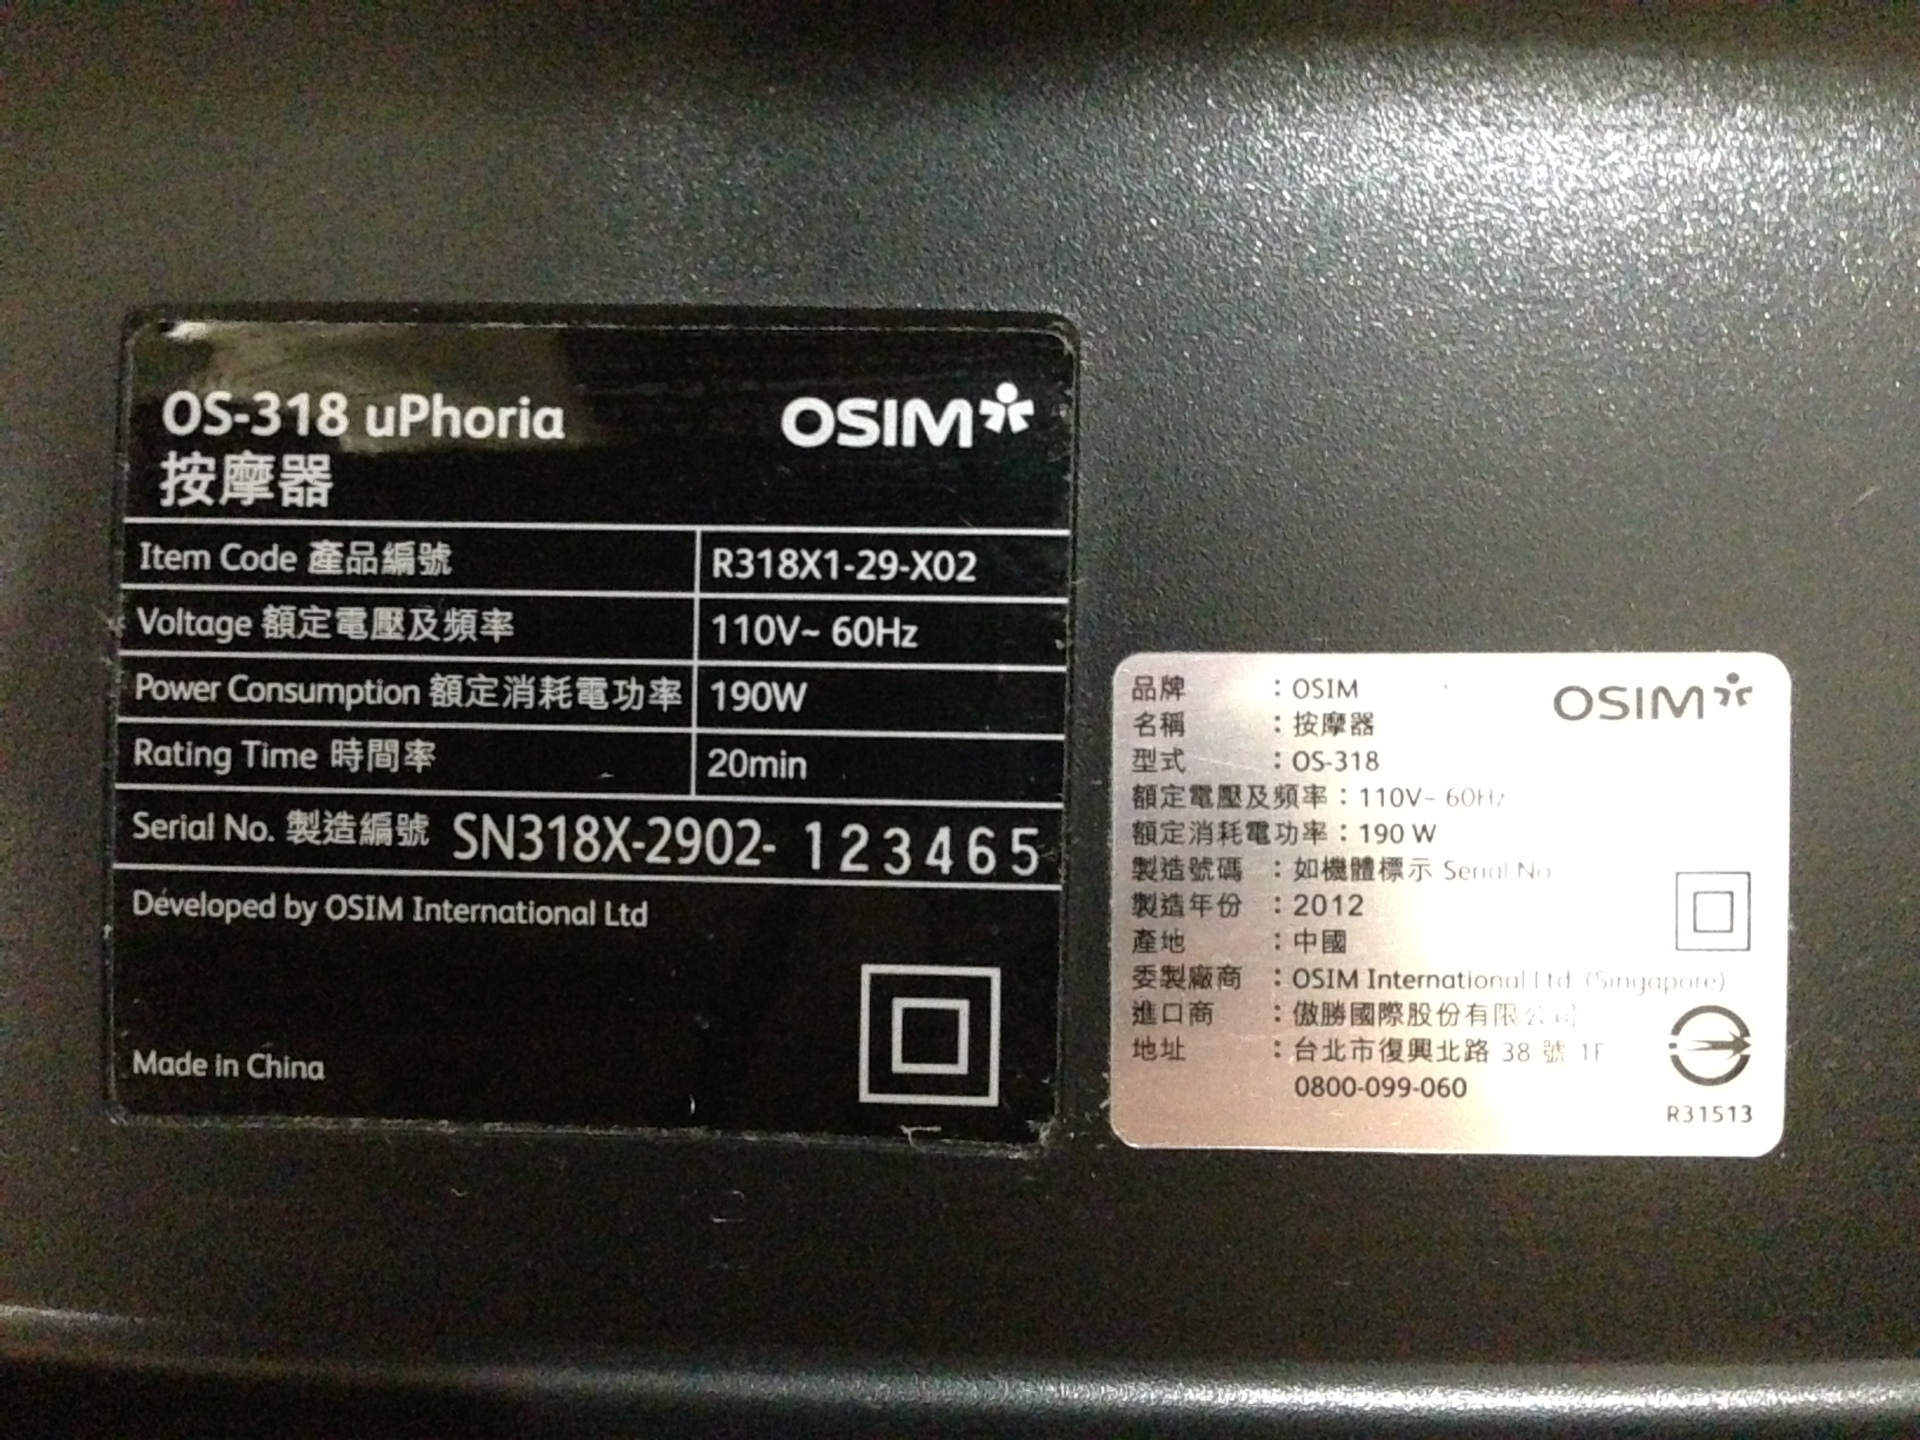 OS-318 uPhoria
OSIM
按摩器
Item Code 產品編號 R318X1-29-X02
Voltage 額定電壓及頻率 110V~ 60Hz
Power Consumption 額定消耗電功率 190W
Rating Time 時間率 20min
Serial No. 製造編號 SN318X-2902- 123465
Developed by OSIM International Ltd
Made in China
OSIM
品牌 : OSIM
名稱 : 按摩器
型式 : OS-318
額定電壓及頻率 : 110V~ 60Hz
額定消耗電功率 : 190 W
製造號碼 : 如機體標示 Serial No
製造年份 : 2012
產地 : 中國
委製廠商 : OSIM International Ltd (Singapore)
進口商 : 傲勝國際股份有限公司
地址 : 台北市復興北路 38 號 1F
0800-099-060
R31513